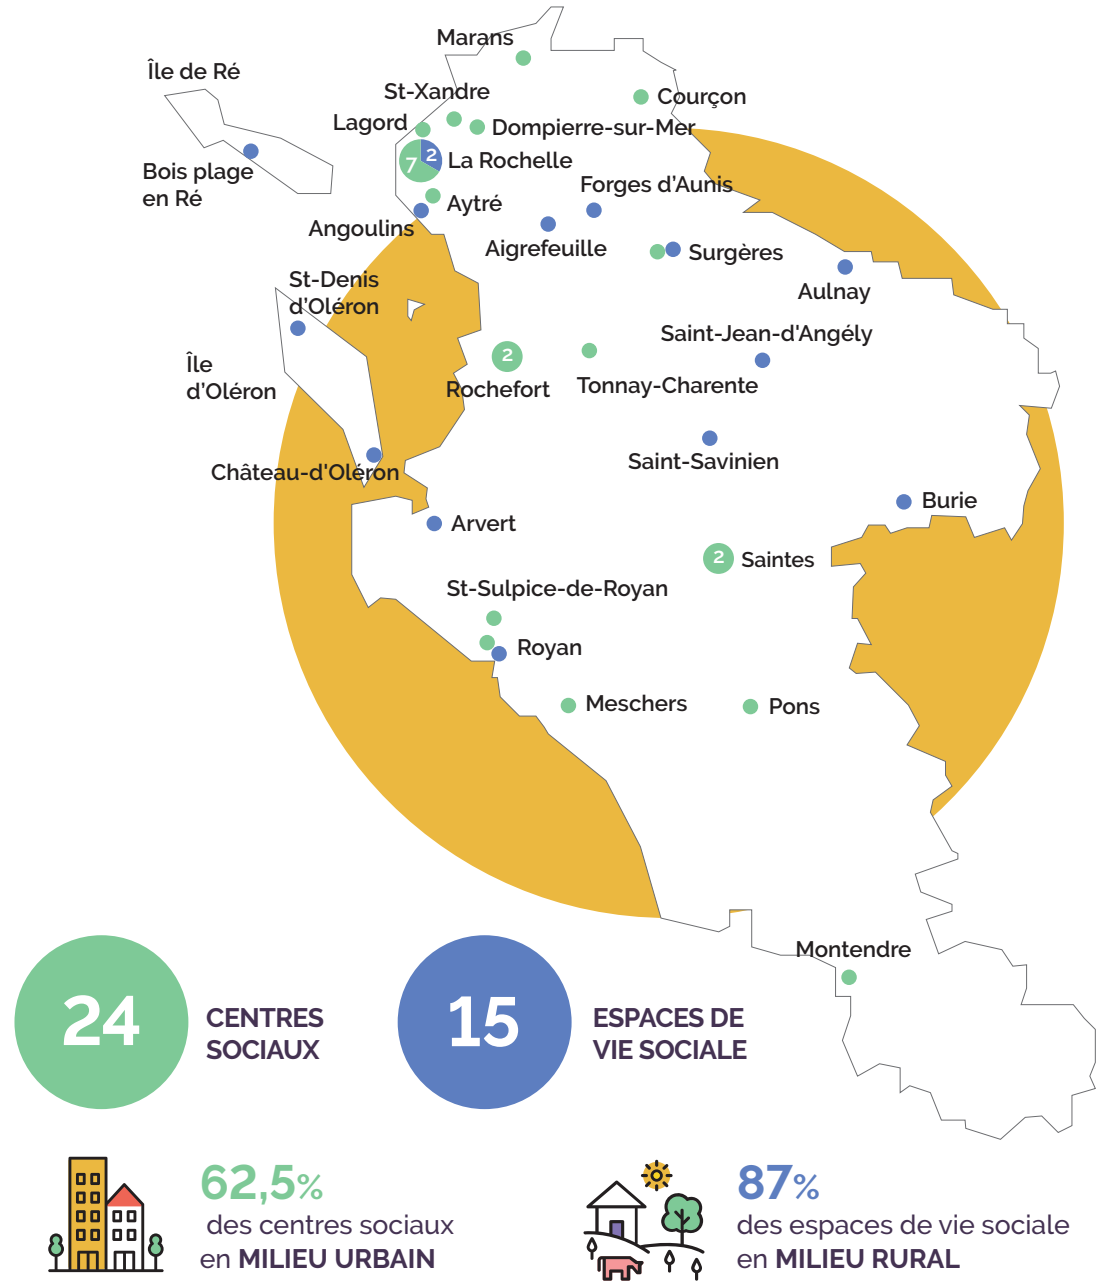 Marans
Île de Ré
St-Xandre
Courçon
Lagord
Dompierre-sur-Mer
7
2
La Rochelle
Bois plage
en Ré
Forges d'Aunis
Aytré
Angoulins
Aigrefeuille
Surgères
St-Denis
d'Oléron
Aulnay
Saint-Jean-d'Angély
2
Île
d'Oléron
Rochefort
Tonnay-Charente
Saint-Savinien
Château-d'Oléron
Burie
Arvert
2
Saintes
St-Sulpice-de-Royan
Royan
Meschers
Pons
Montendre
24
CENTRES
SOCIAUX
15
ESPACES DE
VIE SOCIALE
62,5%
des centres sociaux
en MILIEU URBAIN
87%
des espaces de vie sociale
en MILIEU RURAL